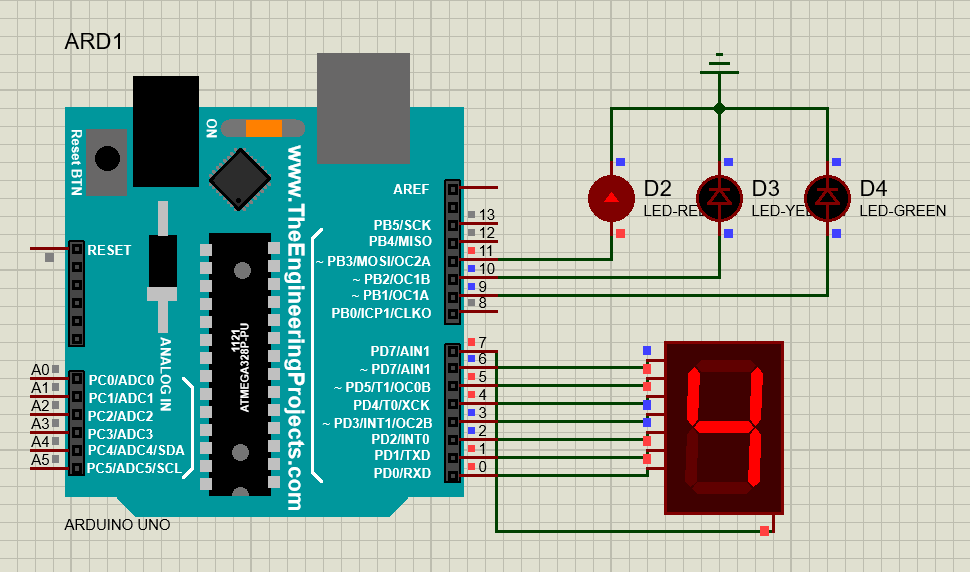 ARD1
ON
Reset BTN
www.TheEngineeringProjects.com
RESET
AREF
PB5/SCK
PB4/MISO
~ PB3/MOSI/OC2A
~ PB2/OC1B
~ PB1/OC1A
PB0/ICP1/CLKO
13
12
11
10
9
8
1121
ATMEGA328P-PU
ANALOG IN
A0
A1
A2
A3
A4
A5
PC0/ADC0
PC1/ADC1
PC2/ADC2
PC3/ADC3
PC4/ADC4/SDA
PC5/ADC5/SCL
PD7/AIN1
~ PD7/AIN1
~ PD5/T1/OC0B
PD4/T0/XCK
~ PD3/INT1/OC2B
PD2/INT0
PD1/TXD
PD0/RXD
7
6
5
4
3
2
1
0
ARDUINO UNO
D2
LED-RE
D3
LED-YE
D4
LED-GREEN
4